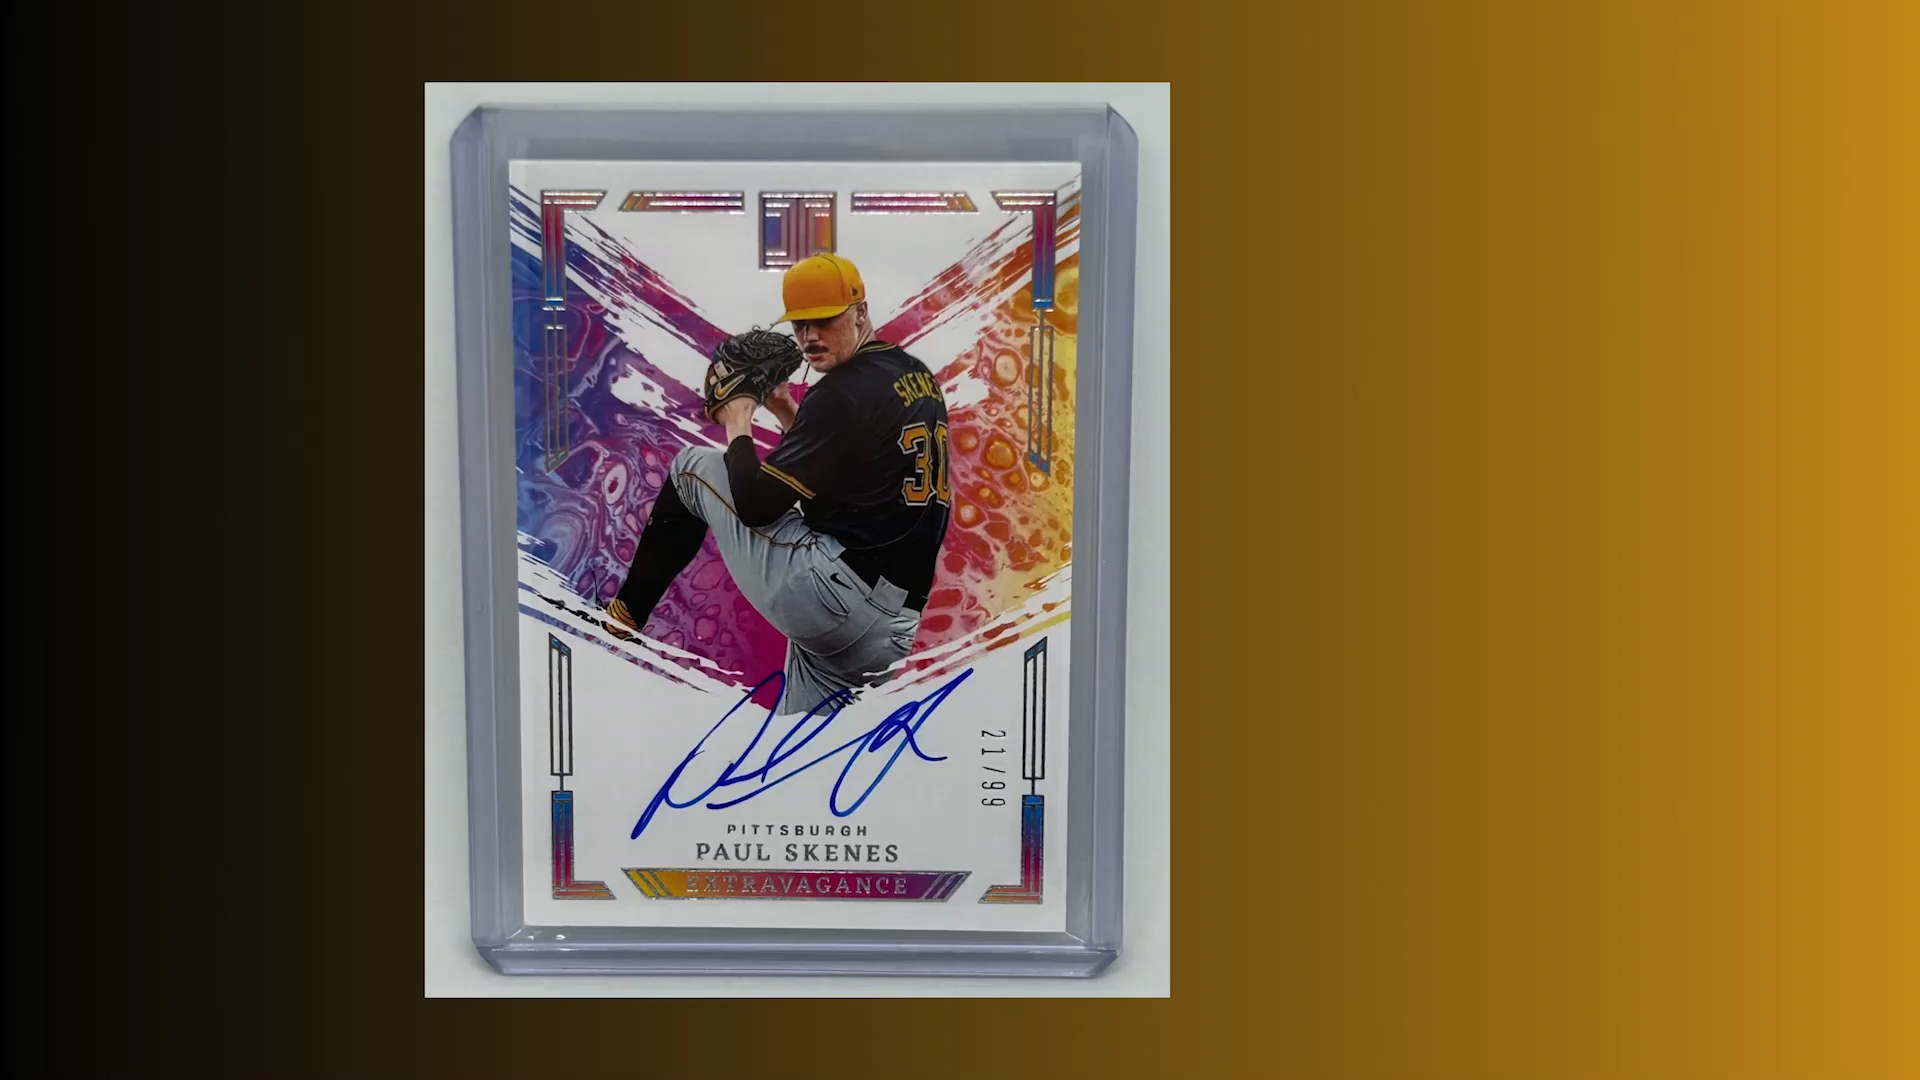 SKENES
30
21/99
PITTSBURGH
PAUL SKENES
EXTRAVAGANCE